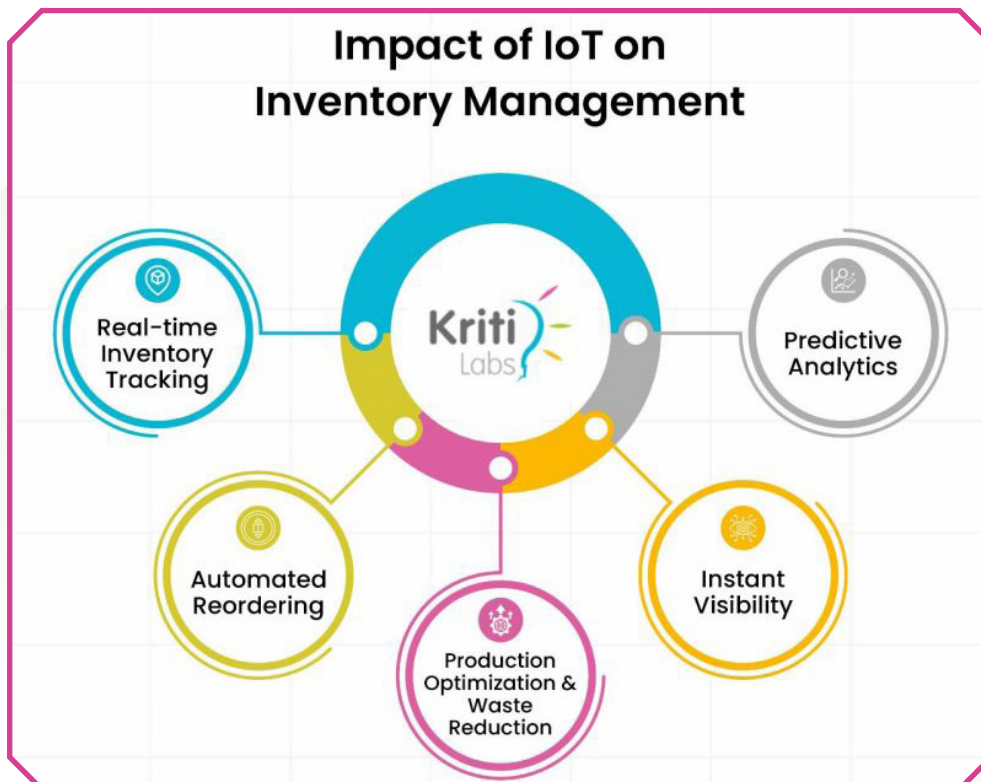 Impact of IoT on
Inventory Management
Kriti
Labs
Real-time
Inventory
Tracking
Predictive
Analytics
Automated
Reordering
Instant
Visibility
Production
Optimization &
Waste
Reduction